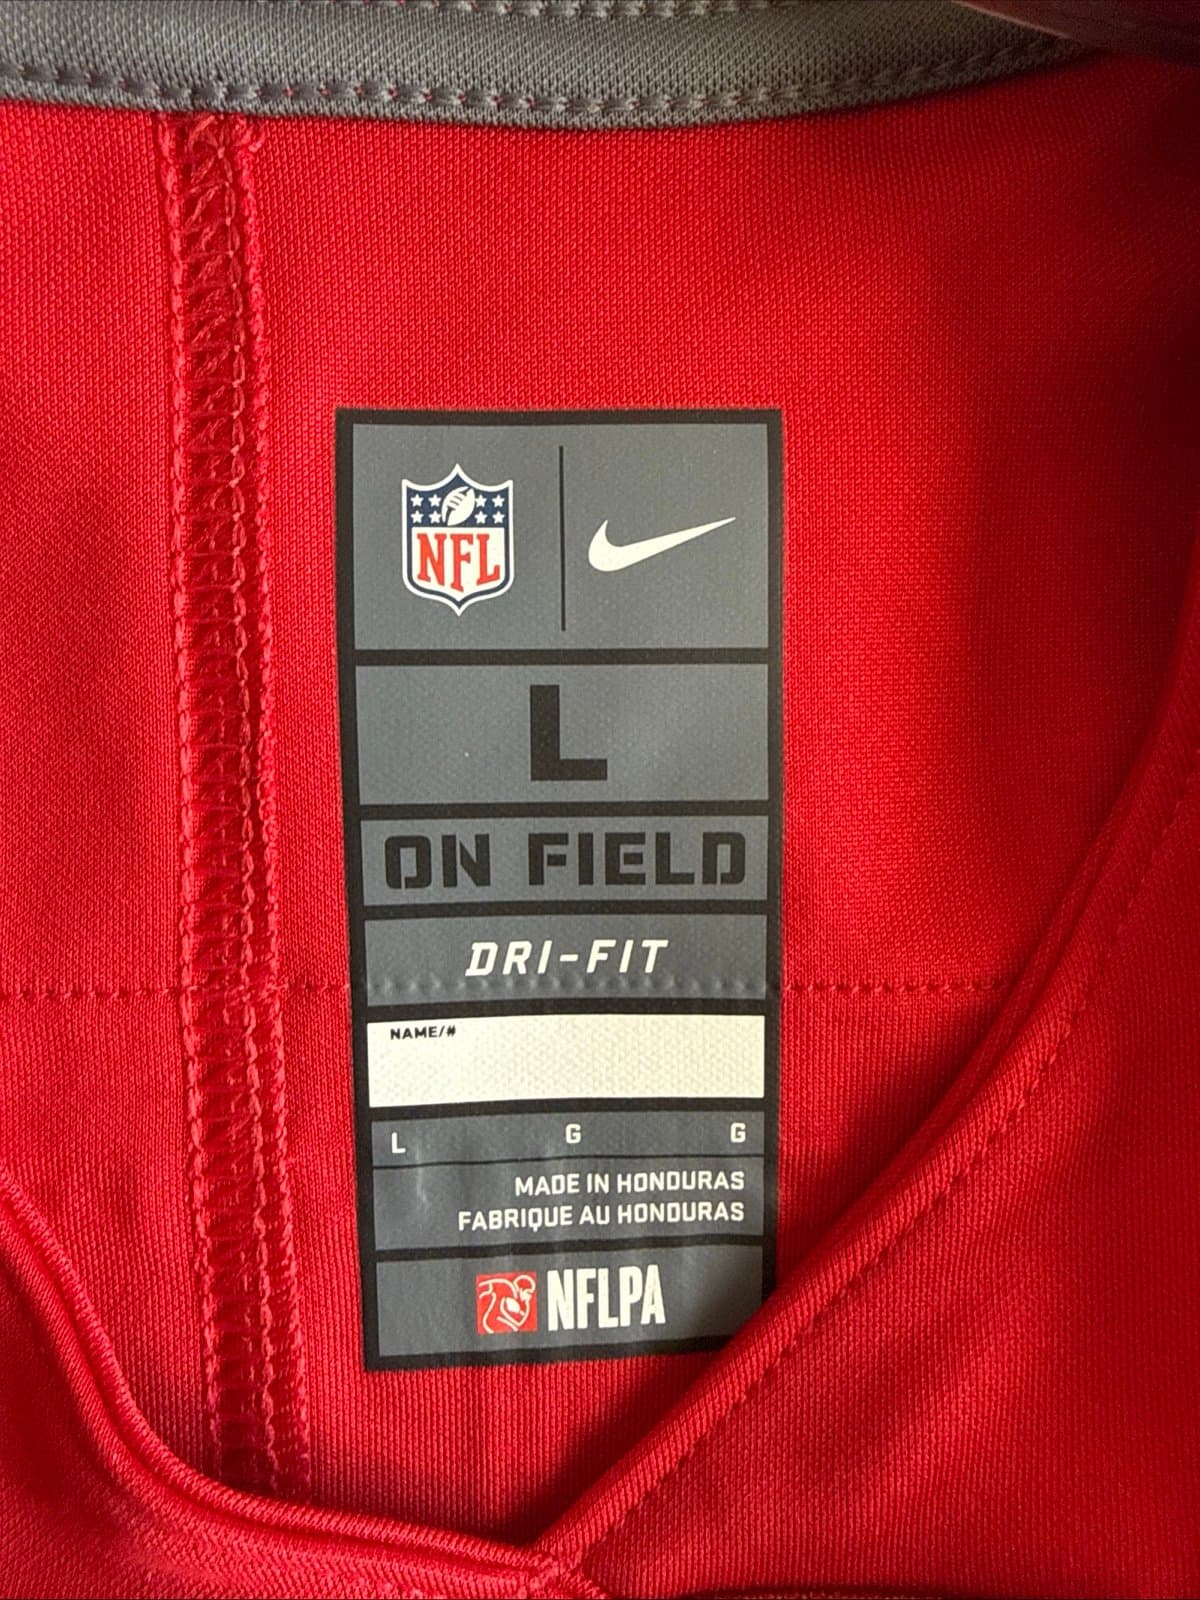 NFL
L
ON FIELD
DRI-FIT
NAME/#
L G G
MADE IN HONDURAS
FABRIQUE AU HONDURAS
NFLPA